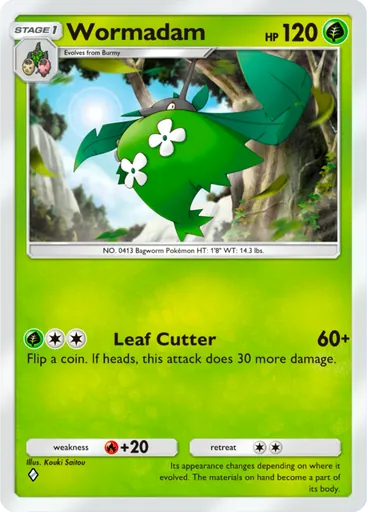 STAGE 1
Wormadam
HP 120
Evolves from Burmy
NO. 0413 Bagworm Pokémon HT: 1'8" WT: 14.3 lbs.
Leaf Cutter 60+
Flip a coin. If heads, this attack does 30 more damage.
weakness +20 retreat
Illus. Kouki Saitou
Its appearance changes depending on where it
evolved. The materials on hand become a part of
its body.